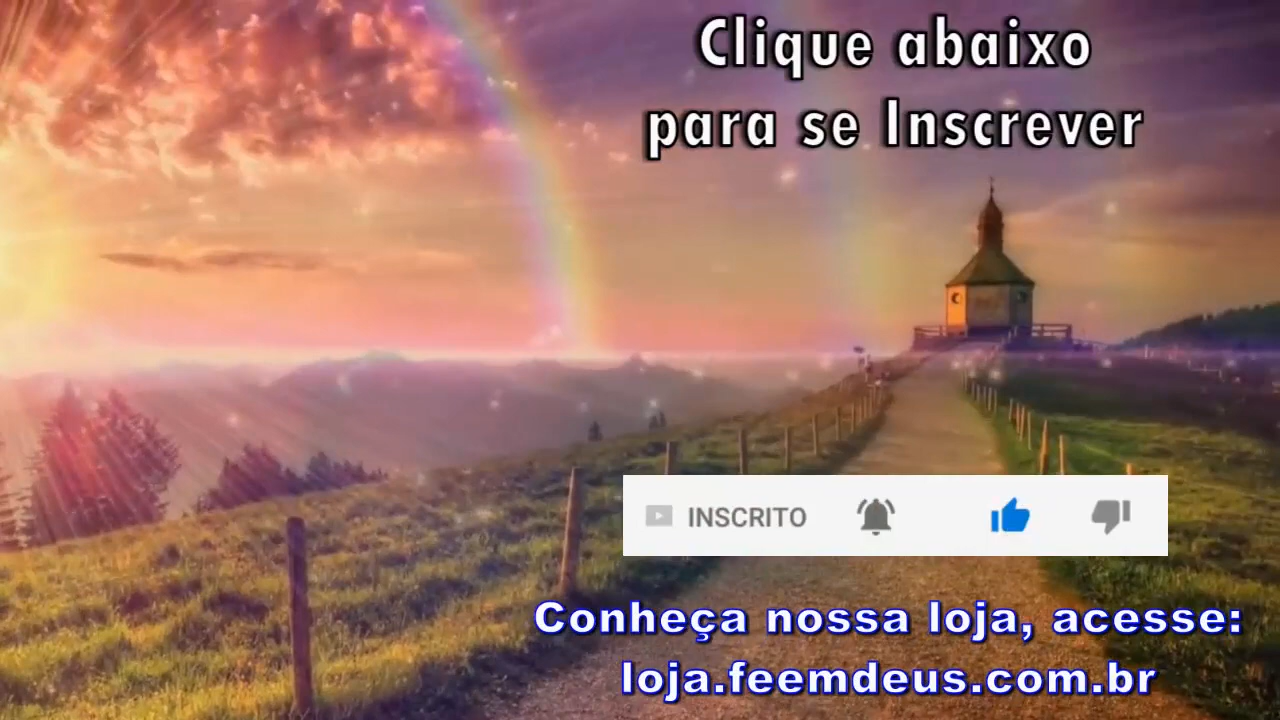 Clique abaixo
para se Inscrever
INSCRITO
Conheça nossa loja, acesse:
loja.feemdeus.com.br